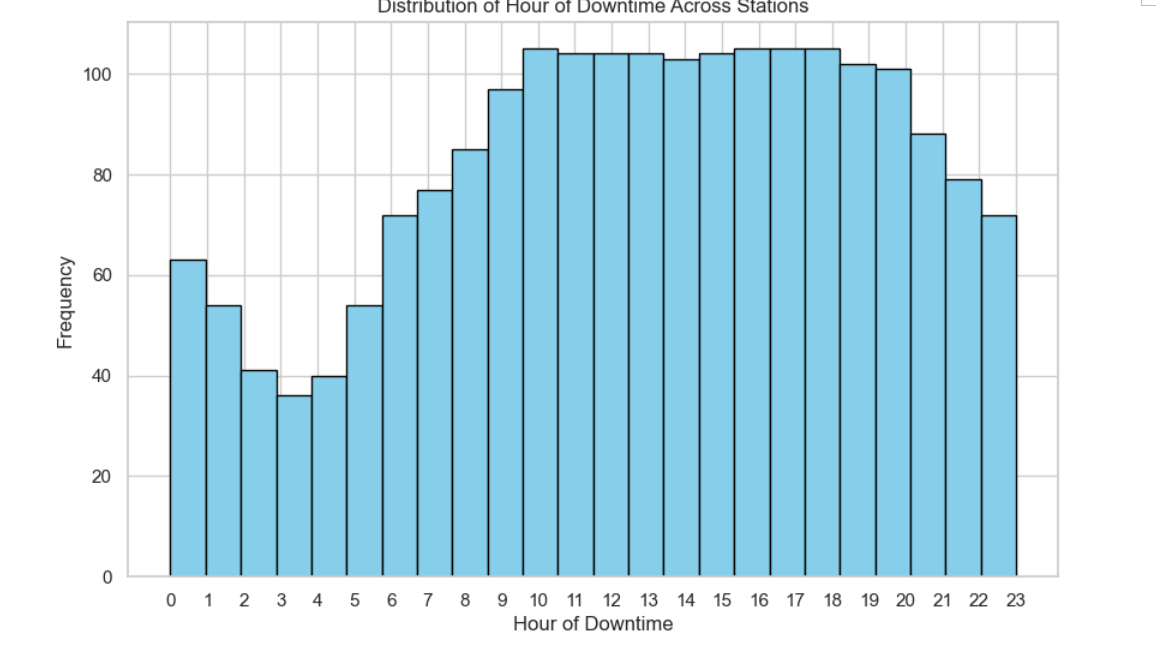 Distribution of Hour of Downtime Across Stations
100
80
60
40
20
0
Frequency
0 1 2 3 4 5 6 7 8 9 10 11 12 13 14 15 16 17 18 19 20 21 22 23
Hour of Downtime